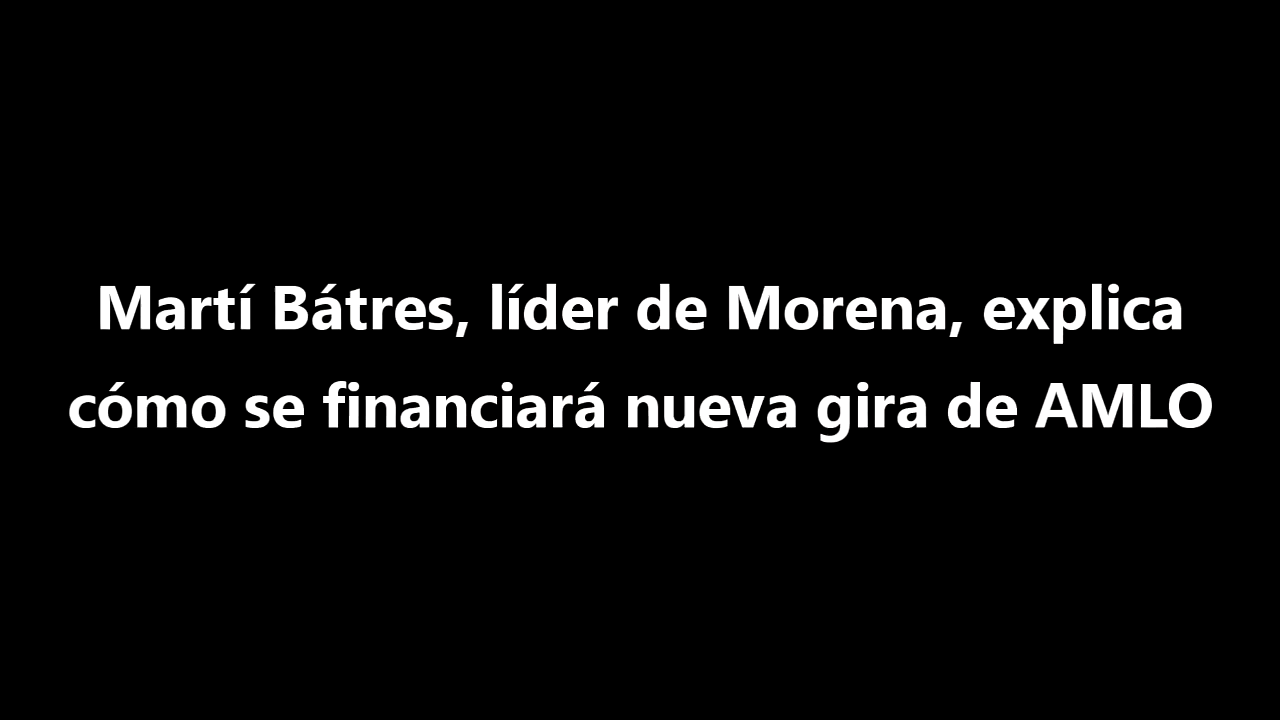 Martí Bátres, líder de Morena, explica
cómo se financiará nueva gira de AMLO